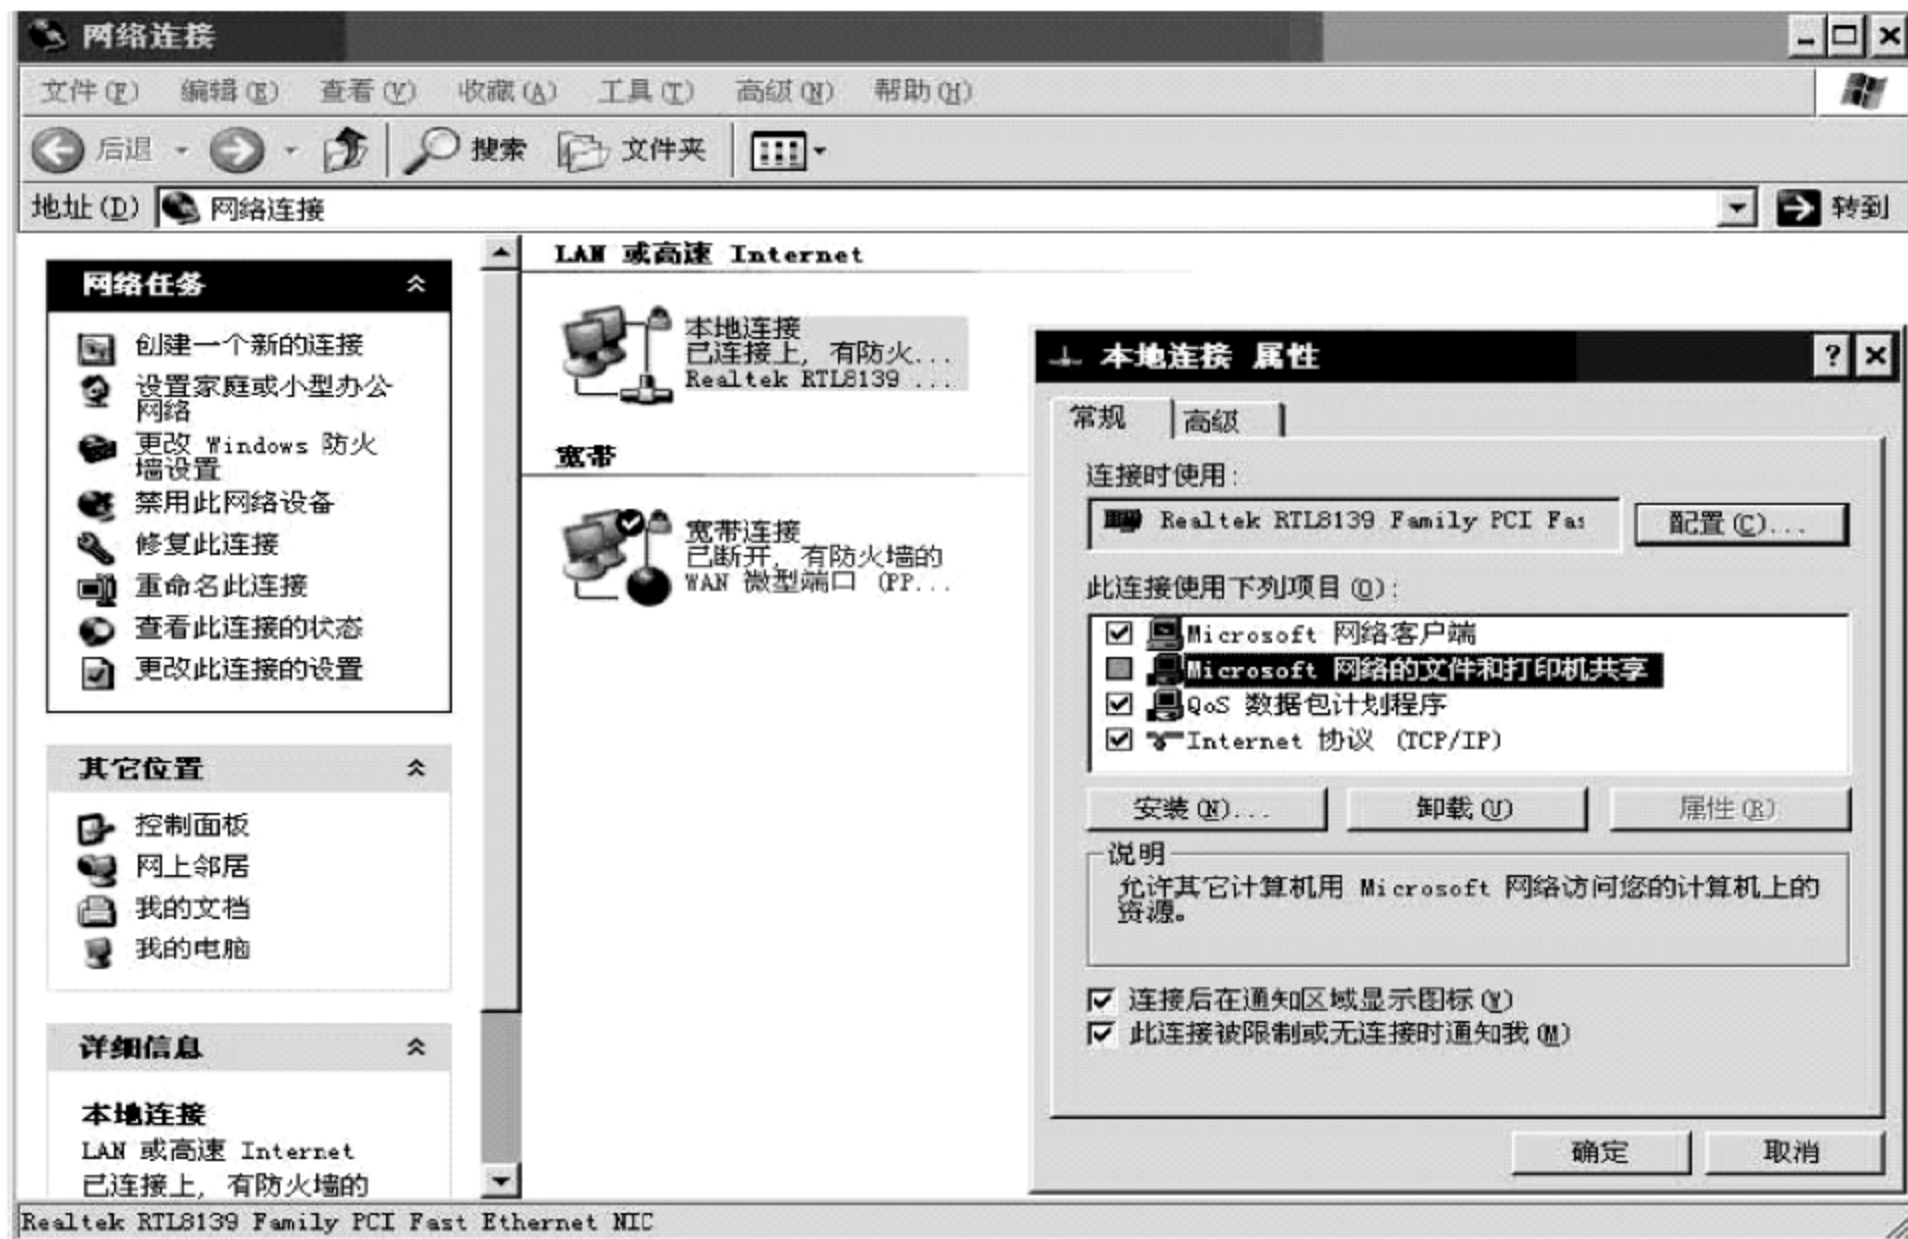 网络连接
文件(F) 编辑(E) 查看(V) 收藏(A) 工具(T) 高级(N) 帮助(H)
后退 搜索 文件夹
地址(D) 网络连接 转到
网络任务
创建一个新的连接
设置家庭或小型办公
网络
更改 Windows 防火
墙设置
禁用此网络设备
修复此连接
重命名此连接
查看此连接的状态
更改此连接的设置
其它位置
控制面板
网上邻居
我的文档
我的电脑
详细信息
本地连接
LAN 或高速 Internet
已连接上, 有防火墙的
LAN 或高速 Internet
本地连接
已连接上, 有防火...
Realtek RTL8139 ...
宽带
宽带连接
已断开, 有防火墙的
WAN 微型端口 (PP...
本地连接 属性
常规 高级
连接时使用:
Realtek RTL8139 Family PCI Fas
配置(C)...
此连接使用下列项目(O):
Microsoft 网络客户端
Microsoft 网络的文件和打印机共享
QoS 数据包计划程序
Internet 协议 (TCP/IP)
安装(N)... 卸载(U) 属性(R)
说明
允许其它计算机用 Microsoft 网络访问您的计算机上的
资源。
连接后在通知区域显示图标(W)
此连接被限制或无连接时通知我(M)
确定 取消
Realtek RTL8139 Family PCI Fast Ethernet NIC